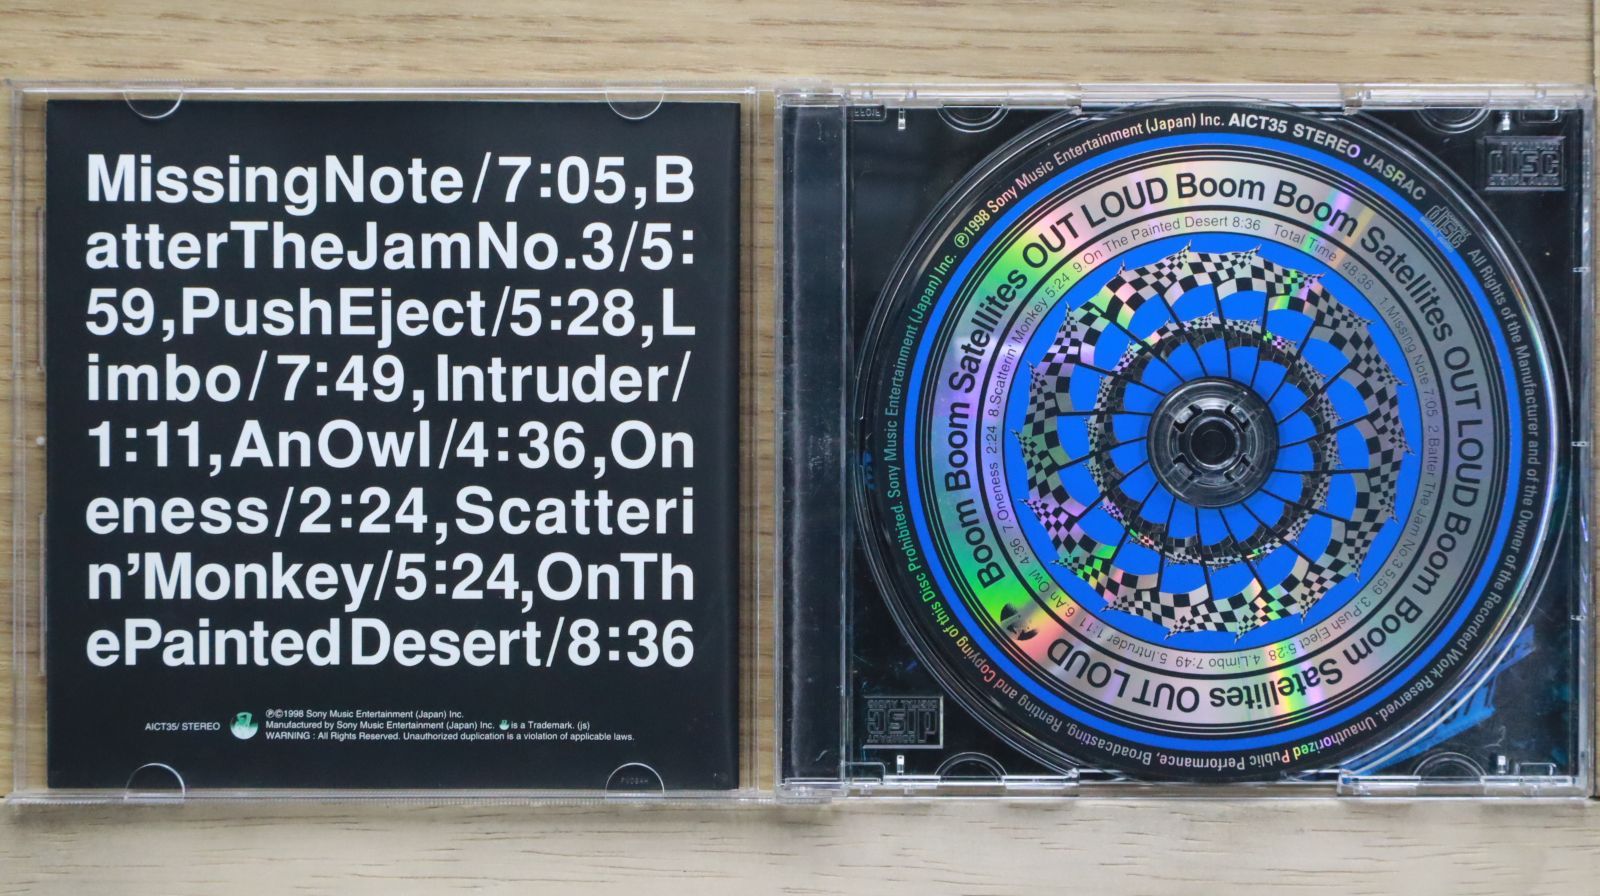 MissingNote/7:05,B
atterTheJamNo.3/5:
59,PushEject/5:28,L
imbo/7:49,Intruder/
1:11,AnOwl/4:36,On
eness/2:24,Scatteri
n’Monkey/5:24,OnTh
ePaintedDesert/8:36
AICT35/ STEREO
℗©1998 Sony Music Entertainment (Japan) Inc.
Manufactured by Sony Music Entertainment (Japan) Inc. is a Trademark. (js)
WARNING : All Rights Reserved. Unauthorized duplication is a violation of applicable laws.
℗1998 Sony Music Entertainment (Japan) Inc. AICT35 STEREO JASRAC
All Rights of the Manufacturer and of the Owner of the Recorded Work Reserved. Unauthorized Public Performance, Broadcasting, Renting and Copying of this Disc Prohibited. Sony Music Entertainment (Japan) Inc.
Boom Boom Satellites OUT LOUD Boom Boom Satellites OUT LOUD Boom Boom Satellites OUT LOUD
1.Missing Note 7:05 2 Batter The Jam No.3 5:59 3.Push Eject 5:28 4.Limbo 7:49 5.Intruder 1:11 6.An Owl 4:36 7.Oneness 2:24 8.Scatterin' Monkey 5:24 9.On The Painted Desert 8:36 Total Time 48:36
COMPACT
disc
DIGITAL AUDIO
COMPACT
disc
DIGITAL AUDIO